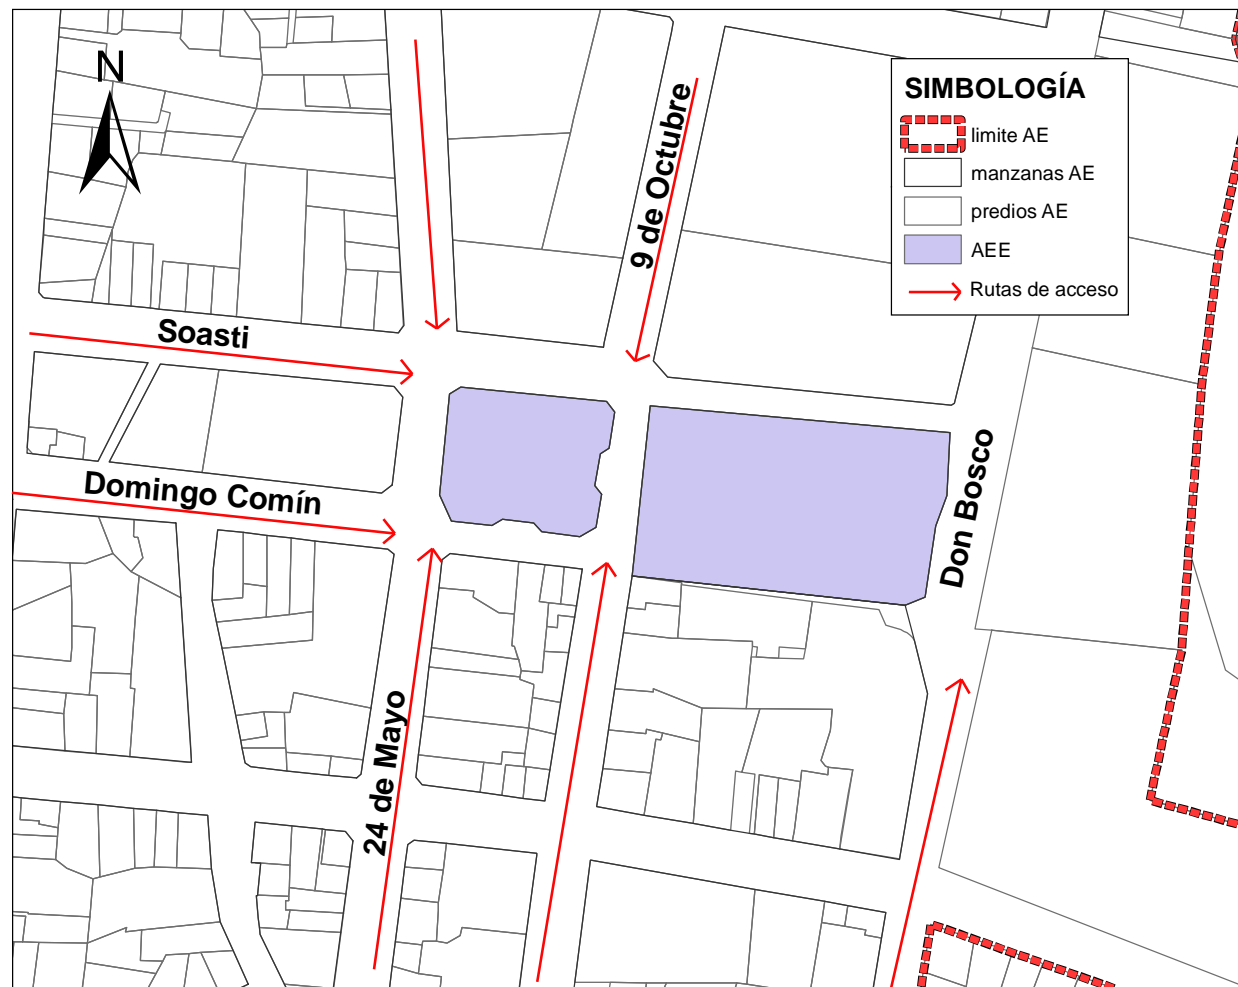 N
SIMBOLOGÍA
limite AE
manzanas AE
predios AE
AEE
Rutas de acceso
9 de Octubre
Soasti
Domingo Comín
Don Bosco
24 de Mayo